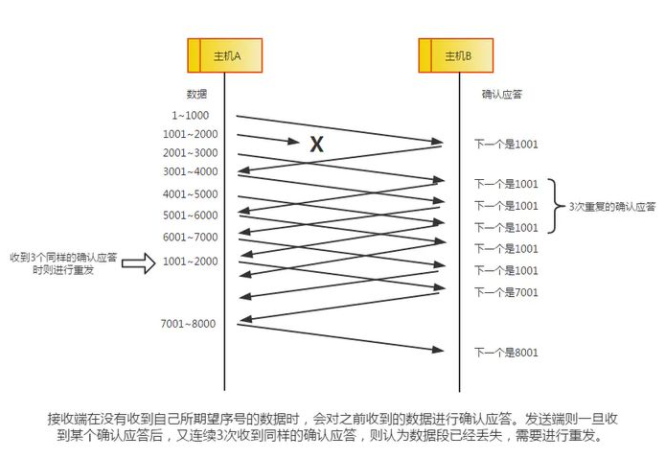 主机A
主机B
数据
确认应答
1~1000
1001~2000
X
下一个是1001
2001~3000
3001~4000
下一个是1001
4001~5000
下一个是1001
3次重复的确认应答
5001~6000
下一个是1001
6001~7000
下一个是1001
收到3个同样的确认应答
时则进行重发
1001~2000
下一个是1001
下一个是7001
7001~8000
下一个是8001
接收端在没有收到自己所期望序号的数据时，会对之前收到的数据进行确认应答。发送端则一旦收
到某个确认应答后，又连续3次收到同样的确认应答，则认为数据段已经丢失，需要进行重发。